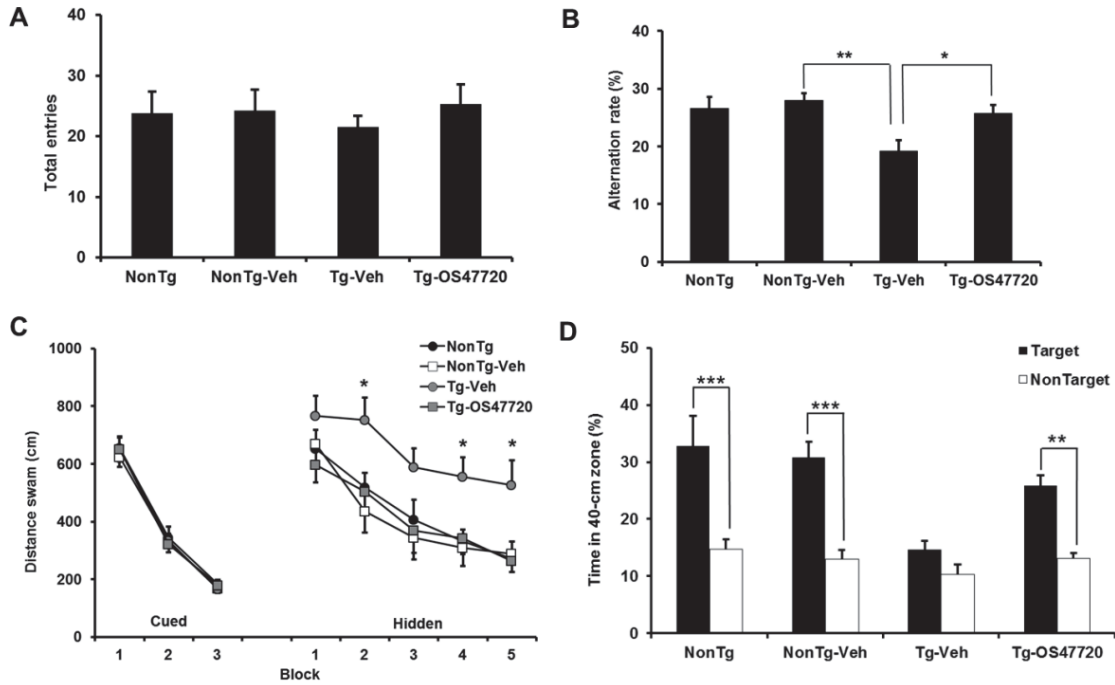 A
Total entries
40
30
20
10
0
NonTg
NonTg-Veh
Tg-Veh
Tg-OS47720
B
Alternation rate (%)
40
30
20
10
0
**
*
NonTg
NonTg-Veh
Tg-Veh
Tg-OS47720
C
Distance swam (cm)
1000
800
600
400
200
0
NonTg
NonTg-Veh
Tg-Veh
Tg-OS47720
*
*
*
Cued
Hidden
1 2 3 1 2 3 4 5
Block
D
Time in 40-cm zone (%)
50
40
30
20
10
0
Target
NonTarget
***
***
**
NonTg
NonTg-Veh
Tg-Veh
Tg-OS47720